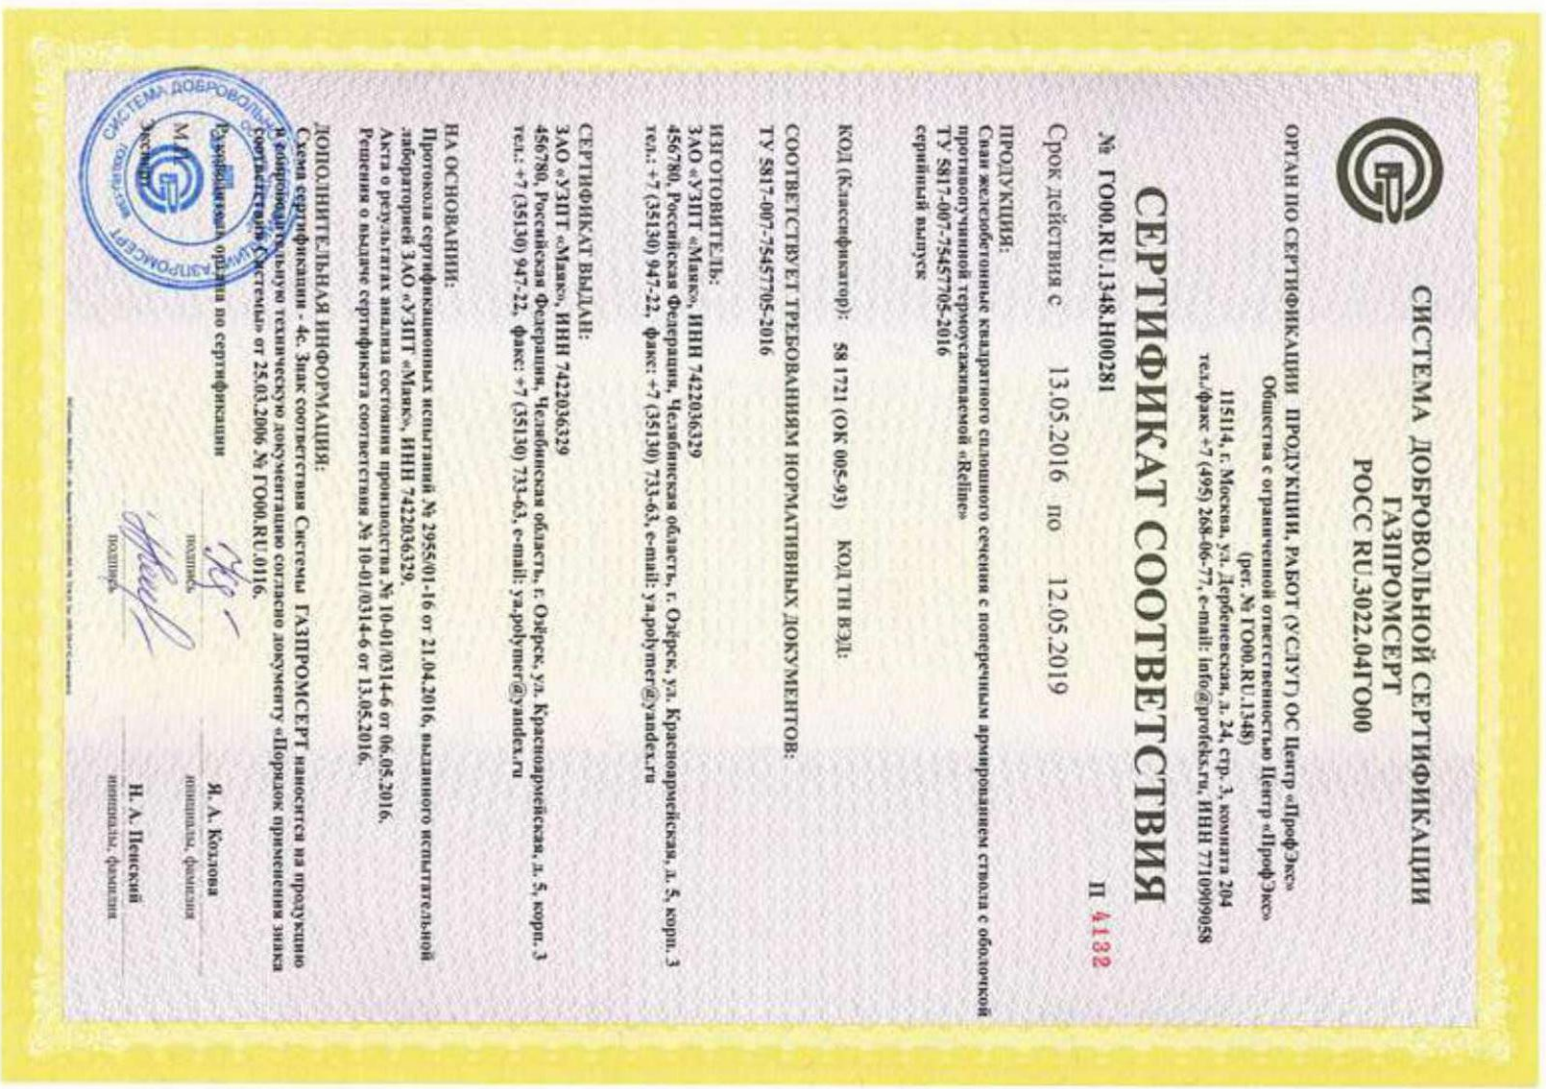 СИСТЕМА ДОБРОВОЛЬНОЙ СЕРТИФИКАЦИИ
ГАЗПРОМСЕРТ
РОСС RU.3022.04ГО00
ОРГАН ПО СЕРТИФИКАЦИИ ПРОДУКЦИИ, РАБОТ (УСЛУГ) ОС Центр «ПрофЭкс»
Общества с ограниченной ответственностью Центр «ПрофЭкс»
(рег. № ГО00.RU.1348)
115114, г. Москва, ул. Дербеневская, д. 24, стр. 3, комната 204
тел./факс +7 (495) 268-06-77, e-mail: info@profeks.ru, ИНН 7710909058
СЕРТИФИКАТ СООТВЕТСТВИЯ
№ ГО00.RU.1348.Н00281 П 4132
Срок действия с 13.05.2016 по 12.05.2019
ПРОДУКЦИЯ:
Сваи железобетонные квадратного сплошного сечения с поперечным армированием ствола с оболочкой
противопучинной термоусаживаемой «Reline»
ТУ 5817-007-75457705-2016
серийный выпуск
КОД (Классификатор): 58 1721 (ОК 005-93) КОД ТН ВЭД:
СООТВЕТСТВУЕТ ТРЕБОВАНИЯМ НОРМАТИВНЫХ ДОКУМЕНТОВ:
ТУ 5817-007-75457705-2016
ИЗГОТОВИТЕЛЬ:
ЗАО «УЗПТ «Маяк», ИНН 7422036329
456780, Российская Федерация, Челябинская область, г. Озёрск, ул. Красноармейская, д. 5, корп. 3
тел.: +7 (35130) 947-22, факс: +7 (35130) 733-63, e-mail: ya.polymer@yandex.ru
СЕРТИФИКАТ ВЫДАН:
ЗАО «УЗПТ «Маяк», ИНН 7422036329
456780, Российская Федерация, Челябинская область, г. Озёрск, ул. Красноармейская, д. 5, корп. 3
тел.: +7 (35130) 947-22, факс: +7 (35130) 733-63, e-mail: ya.polymer@yandex.ru
НА ОСНОВАНИИ:
Протокола сертификационных испытаний № 2955/01-16 от 21.04.2016, выданного испытательной
лабораторией ЗАО «УЗПТ «Маяк», ИНН 7422036329.
Акта о результатах анализа состояния производства № 10-01/0314-6 от 06.05.2016.
Решения о выдаче сертификата соответствия № 10-01/0314-6 от 13.05.2016.
ДОПОЛНИТЕЛЬНАЯ ИНФОРМАЦИЯ:
Схема сертификации - 4с. Знак соответствия Системы ГАЗПРОМСЕРТ наносится на продукцию
и сопроводительную техническую документацию согласно документу «Порядок применения знака
соответствия Системы» от 25.03.2006 № ГО00.RU.0116.
Руководитель органа по сертификации Я. А. Козлова
подпись инициалы, фамилия
М.П.
Эксперт Н. А. Пенский
подпись инициалы, фамилия
СИСТЕМА ДОБРОВОЛЬНОЙ
ГАЗПРОМСЕРТ